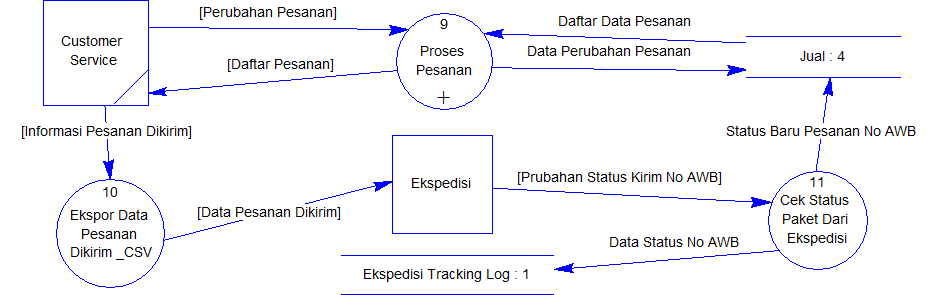 [Perubahan Pesanan]
9
Daftar Data Pesanan
Customer
Service
Proses
Pesanan
Data Perubahan Pesanan
Jual : 4
[Daftar Pesanan]
+
[Informasi Pesanan Dikirim]
Status Baru Pesanan No AWB
10
Ekspor Data
Pesanan
Dikirim _CSV
[Data Pesanan Dikirim]
Ekspedisi
[Prubahan Status Kirim No AWB]
11
Cek Status
Paket Dari
Ekspedisi
Data Status No AWB
Ekspedisi Tracking Log : 1